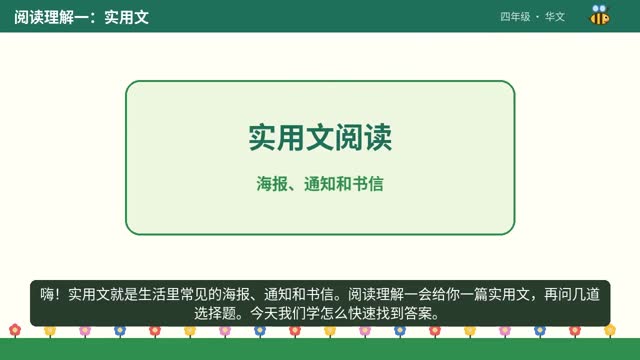 阅读理解一：实用文
四年级 · 华文
实用文阅读
海报、通知和书信
嗨！实用文就是生活里常见的海报、通知和书信。阅读理解一会给你一篇实用文，再问几道
选择题。今天我们学怎么快速找到答案。